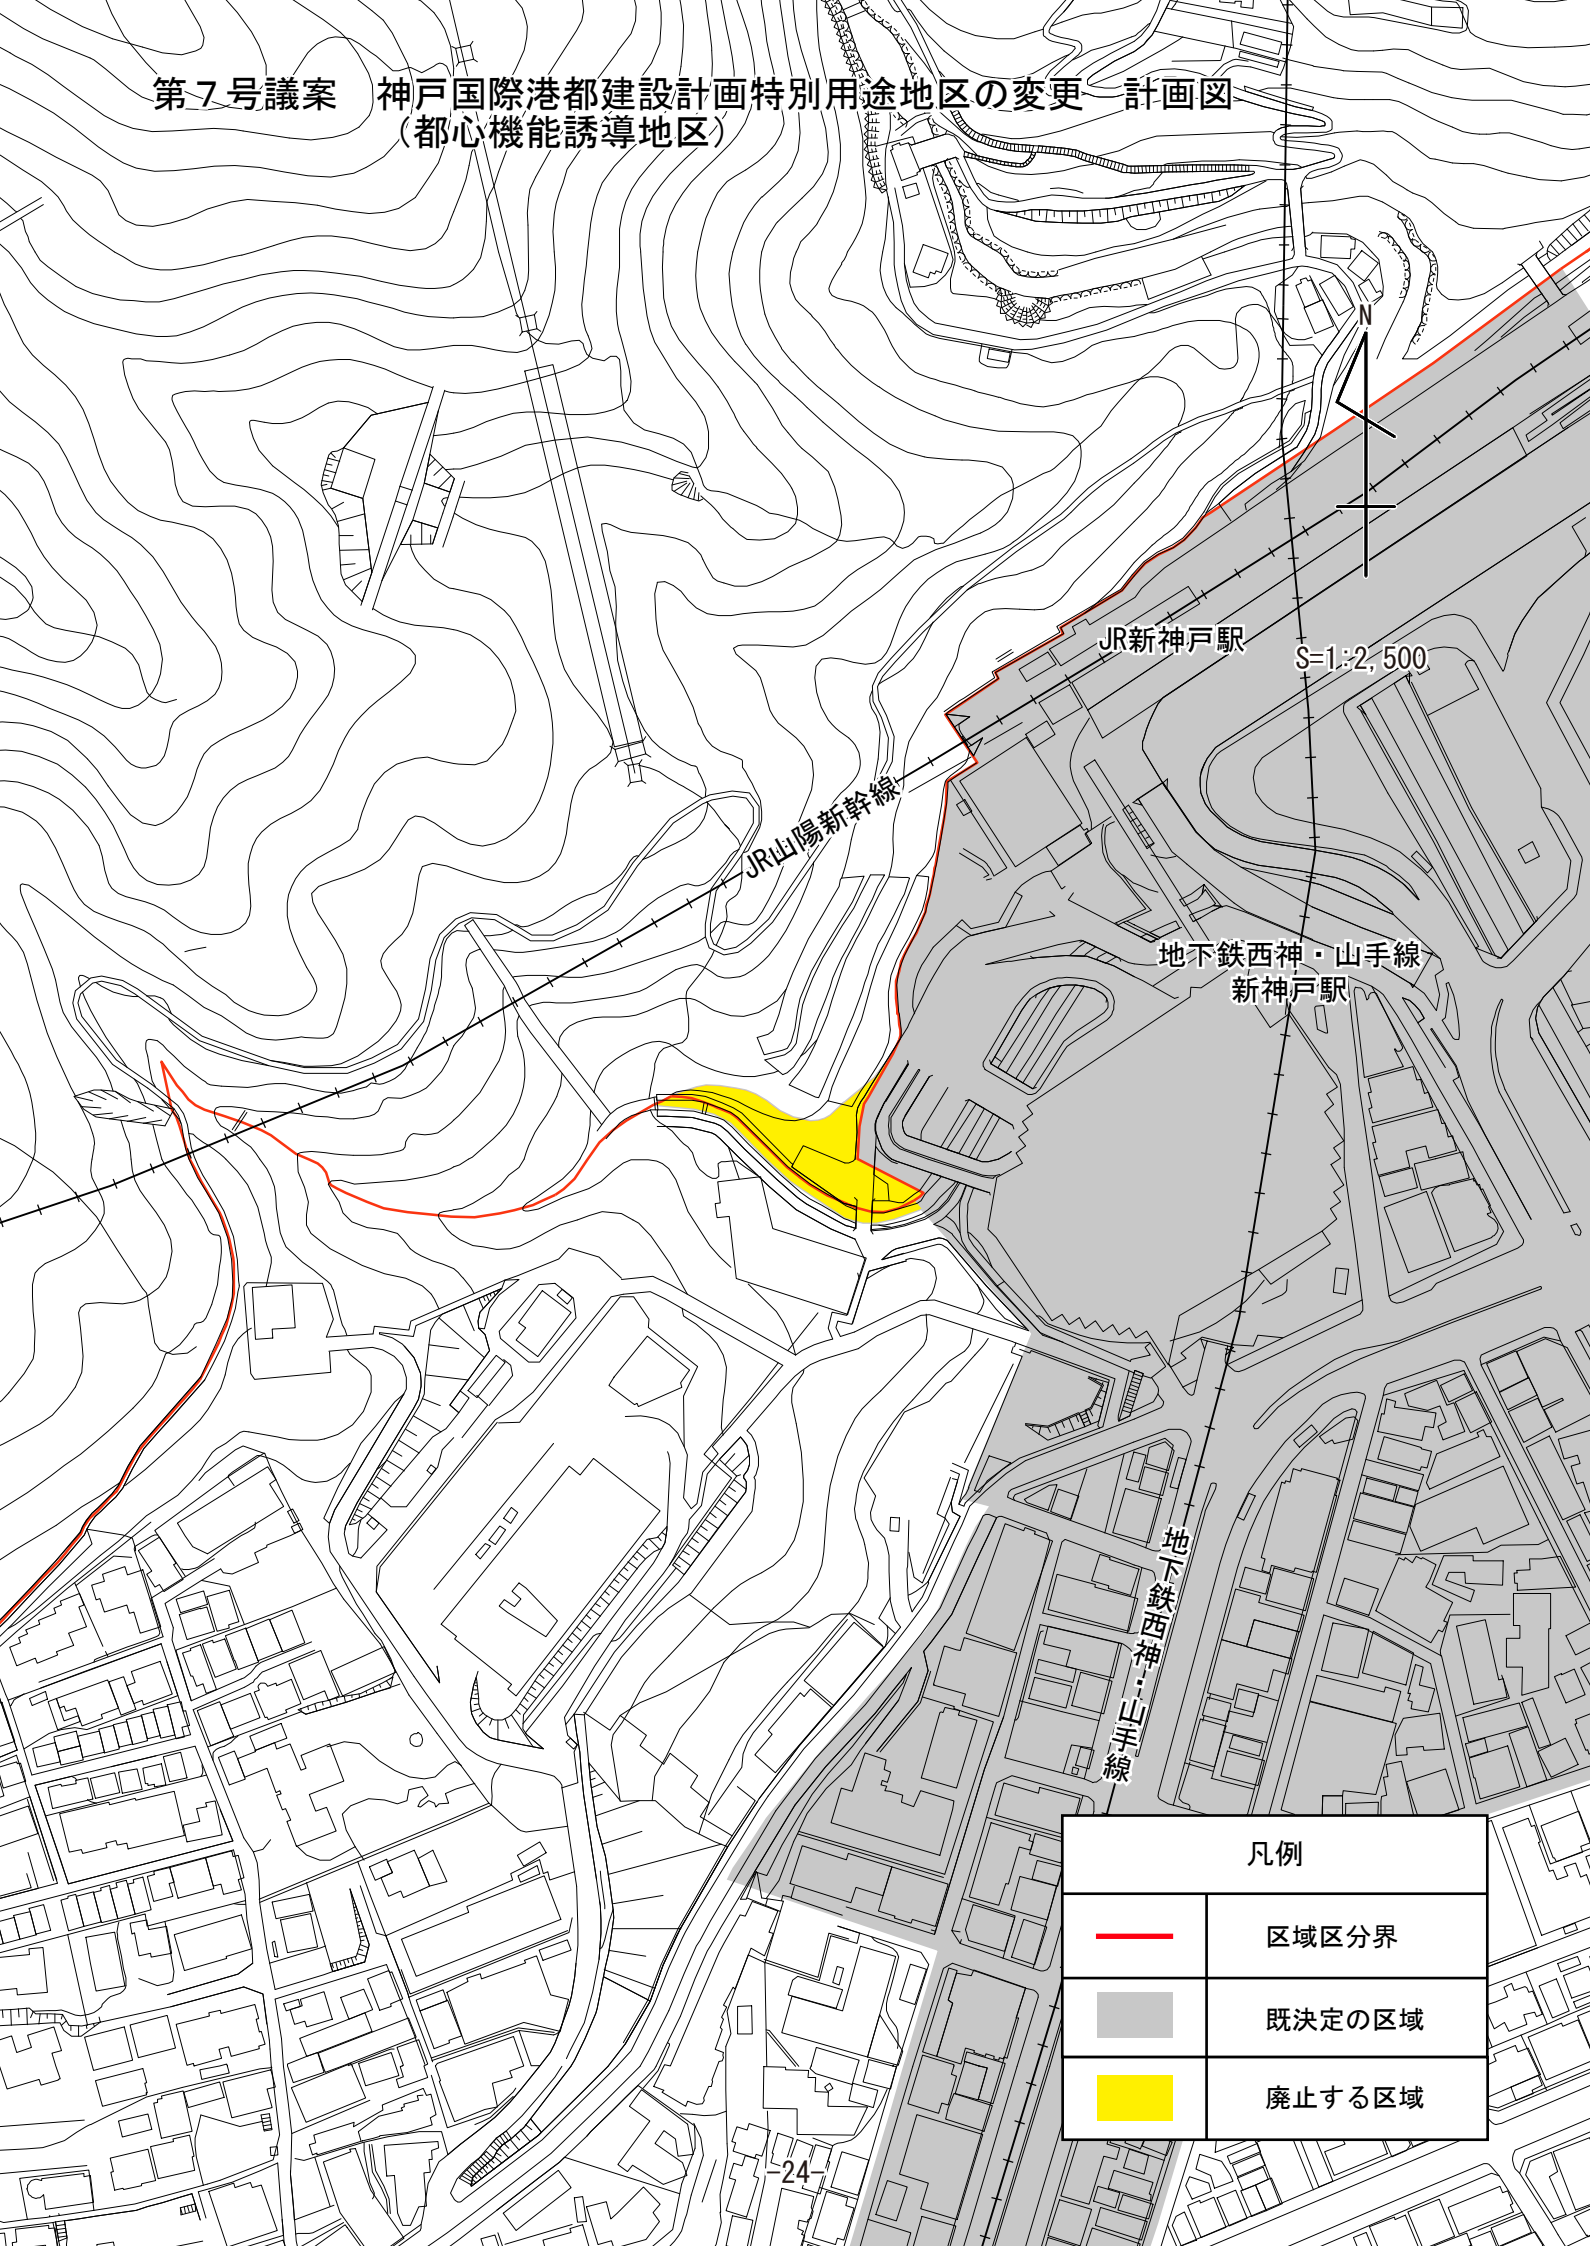 第７号議案　神戸国際港都建設計画特別用途地区の変更　計画図
（都心機能誘導地区）
N
JR新神戸駅
S=1:2,500
JR山陽新幹線
地下鉄西神・山手線
新神戸駅
地下鉄西神・山手線
凡例
区域区分界
既決定の区域
廃止する区域
-24-